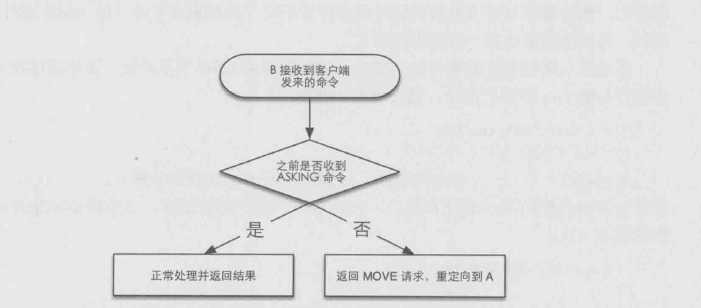 B 接收到客户端
发来的命令
之前是否收到
ASKING 命令
是
否
正常处理并返回结果
返回 MOVE 请求，重定向到 A